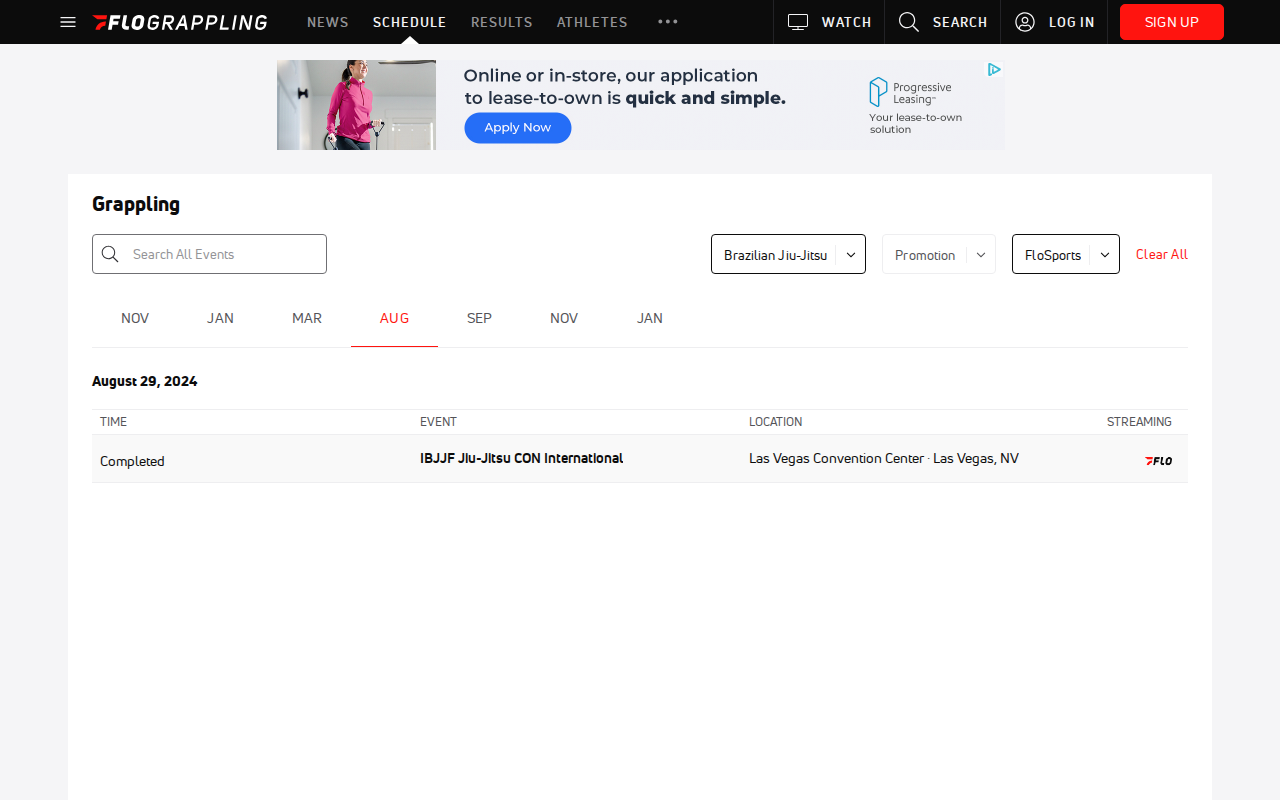 FLOGRAPPLING
NEWS
SCHEDULE
RESULTS
ATHLETES
WATCH
SEARCH
LOG IN
SIGN UP
Online or in-store, our application
to lease-to-own is quick and simple.
Apply Now
Progressive
Leasing
Your lease-to-own
solution
Grappling
Search All Events
Brazilian Jiu-Jitsu
Promotion
FloSports
Clear All
NOV
JAN
MAR
AUG
SEP
NOV
JAN
August 29, 2024
TIME
EVENT
LOCATION
STREAMING
Completed
IBJJF Jiu-Jitsu CON International
Las Vegas Convention Center · Las Vegas, NV
FLO